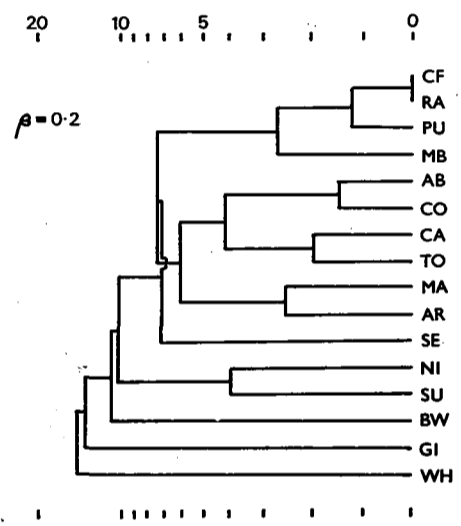 20 10 5 0
β = 0·2
CF
RA
PU
MB
AB
CO
CA
TO
MA
AR
SE
NI
SU
BW
GI
WH